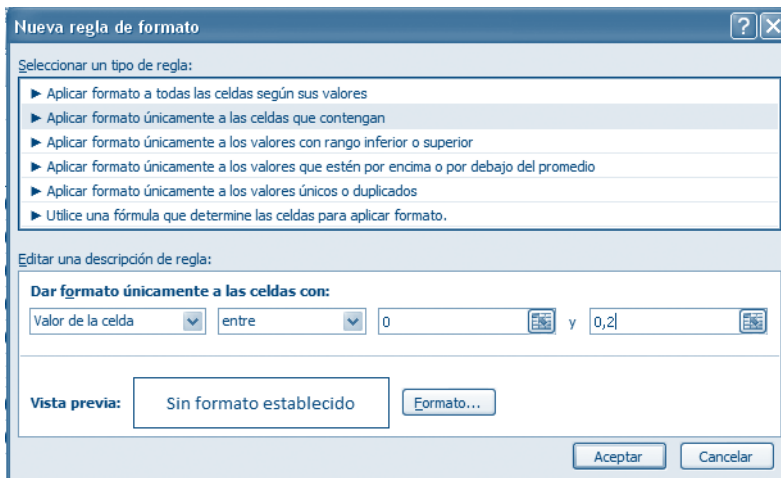 Nueva regla de formato
Seleccionar un tipo de regla:
► Aplicar formato a todas las celdas según sus valores
► Aplicar formato únicamente a las celdas que contengan
► Aplicar formato únicamente a los valores con rango inferior o superior
► Aplicar formato únicamente a los valores que estén por encima o por debajo del promedio
► Aplicar formato únicamente a los valores únicos o duplicados
► Utilice una fórmula que determine las celdas para aplicar formato.
Editar una descripción de regla:
Dar formato únicamente a las celdas con:
Valor de la celda entre 0 y 0,2
Vista previa: Sin formato establecido Formato...
Aceptar Cancelar